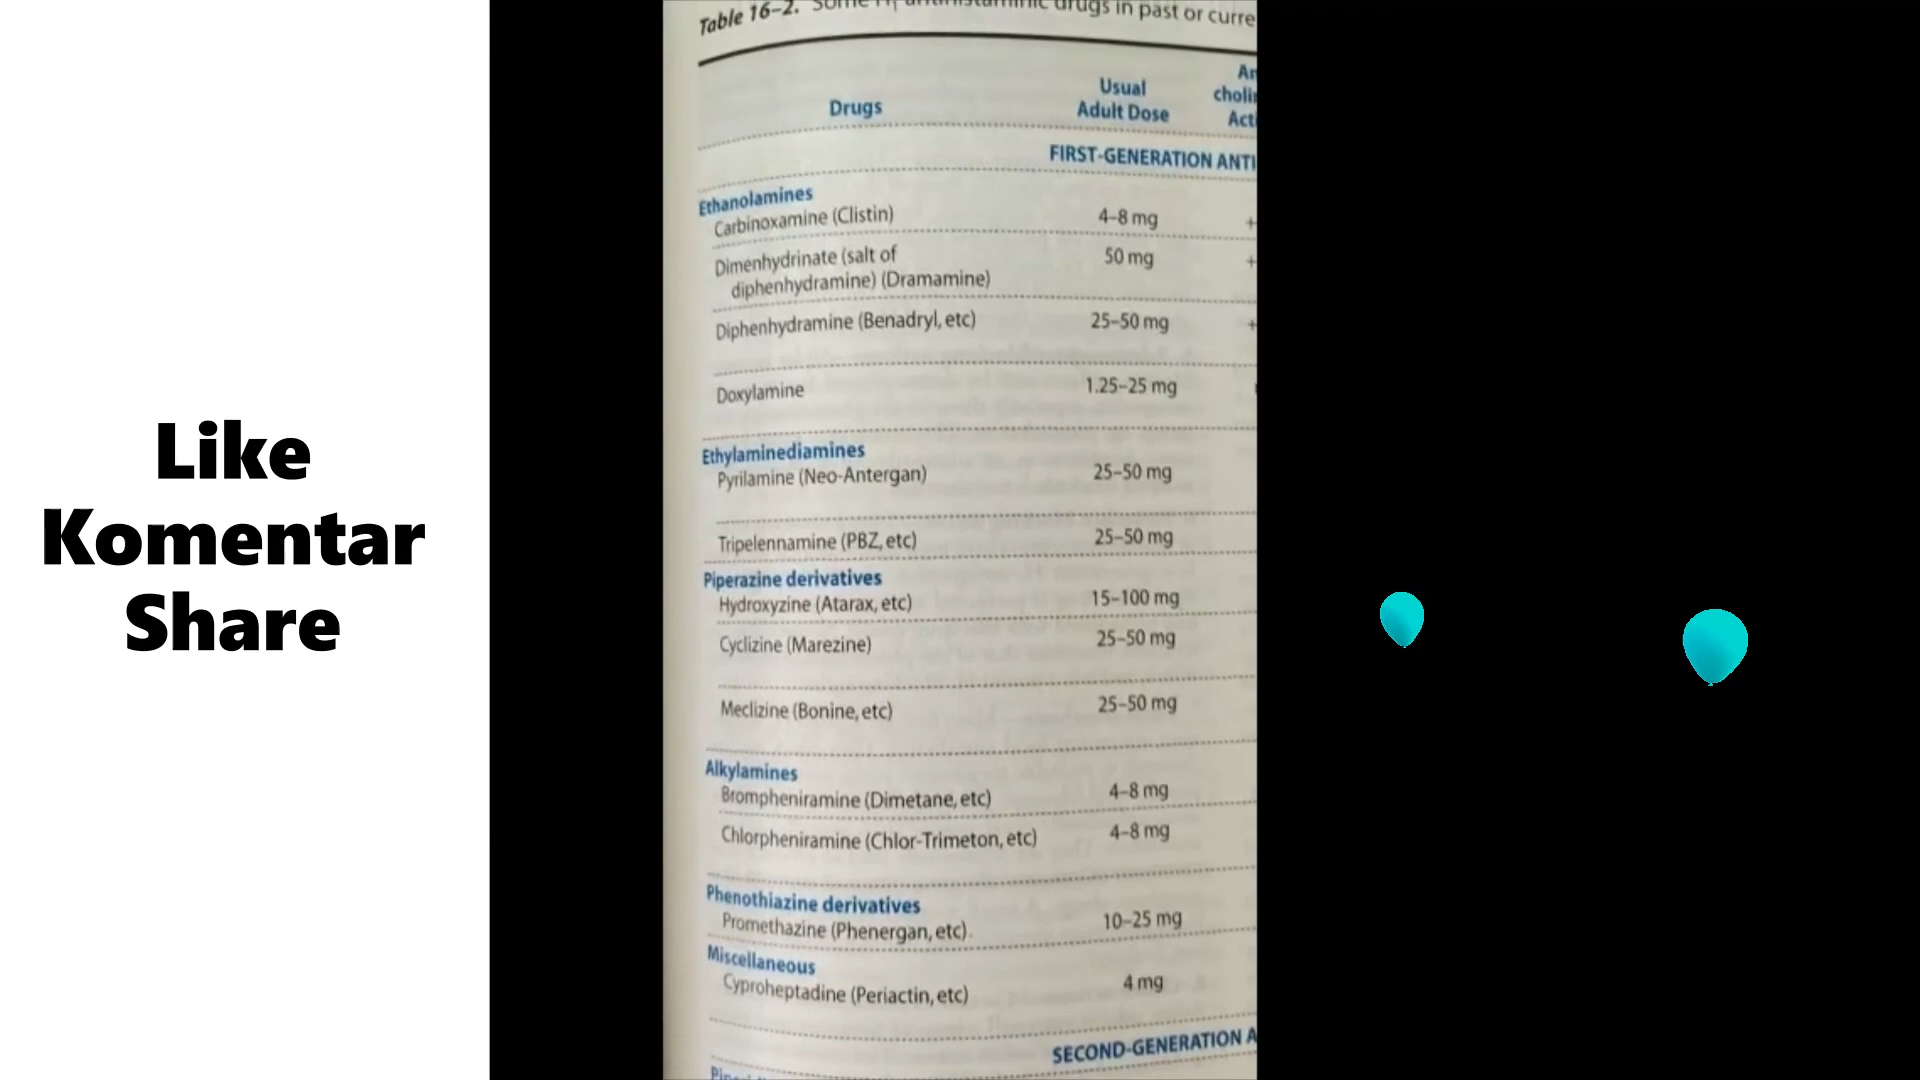 Like
Komentar
Share
Table 16–2.
drugs in past or
Drugs
Usual
Adult Dose
FIRST-GENERATION
Ethanolamines
Carbinoxamine (Clistin) 4–8 mg +
Dimenhydrinate (salt of 50 mg +
diphenhydramine) (Dramamine)
Diphenhydramine (Benadryl, etc) 25–50 mg +
Doxylamine 1.25–25 mg
Ethylaminediamines
Pyrilamine (Neo-Antergan) 25–50 mg
Tripelennamine (PBZ, etc) 25–50 mg
Piperazine derivatives
Hydroxyzine (Atarax, etc) 15–100 mg
Cyclizine (Marezine) 25–50 mg
Meclizine (Bonine, etc) 25–50 mg
Alkylamines
Brompheniramine (Dimetane, etc) 4–8 mg
Chlorpheniramine (Chlor-Trimeton, etc) 4–8 mg
Phenothiazine derivatives
Promethazine (Phenergan, etc) 10–25 mg
Miscellaneous
Cyproheptadine (Periactin, etc) 4 mg
SECOND-GENERATION